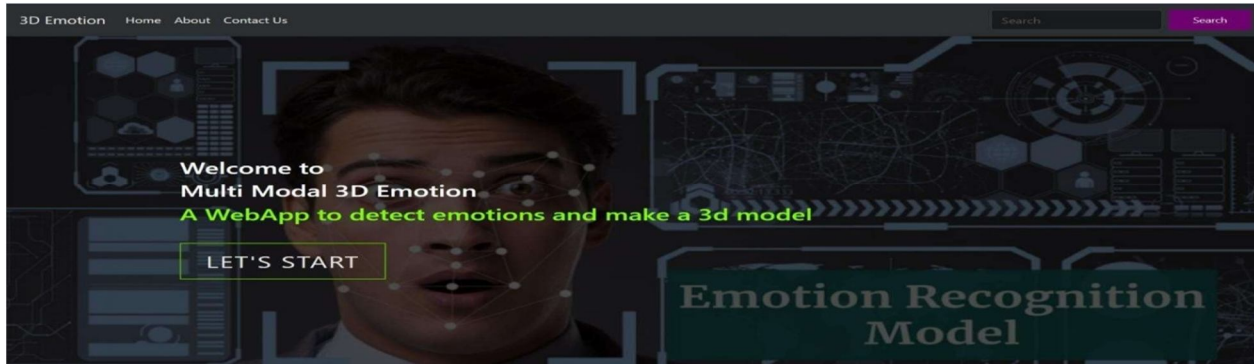 3D Emotion Home About Contact Us Search Search
Welcome to
Multi Modal 3D Emotion
A WebApp to detect emotions and make a 3d model
LET'S START
Emotion Recognition
Model